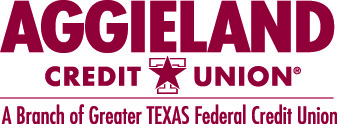 AGGIELAND
CREDIT UNION®
A Branch of Greater TEXAS Federal Credit Union